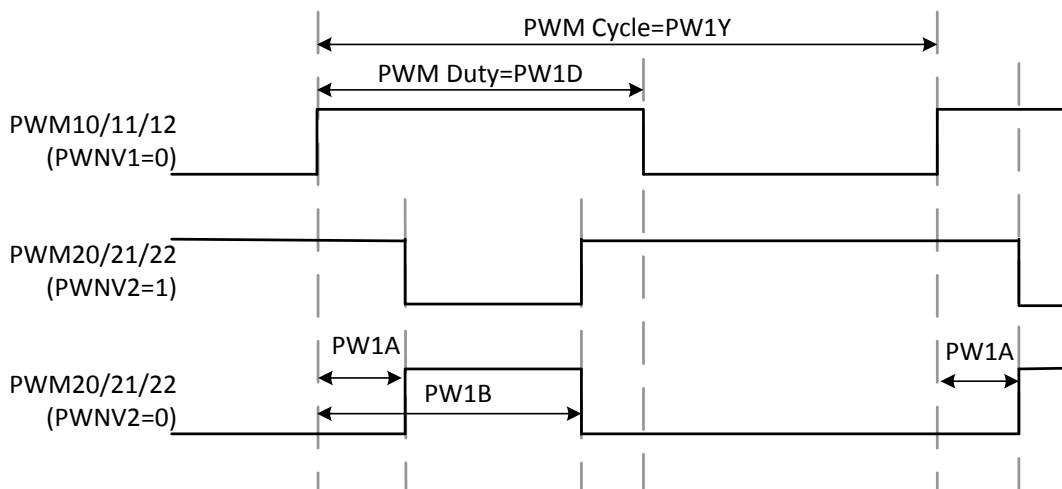 PWM Cycle=PW1Y
PWM Duty=PW1D
PWM10/11/12
(PWNV1=0)
PWM20/21/22
(PWNV2=1)
PW1A
PW1A
PWM20/21/22
(PWNV2=0)
PW1B